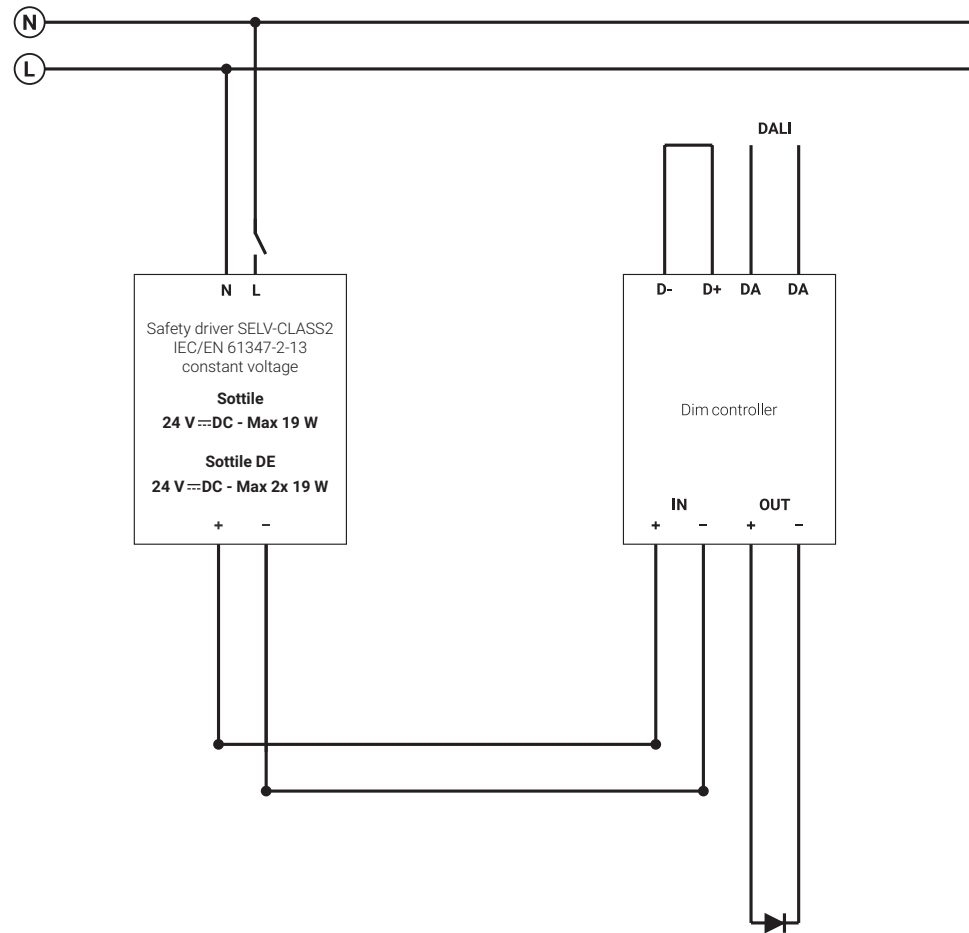 N
L
DALI
N L
Safety driver SELV-CLASS2
IEC/EN 61347-2-13
constant voltage
Sottile
24 V⎓DC - Max 19 W
Sottile DE
24 V⎓DC - Max 2x 19 W
+ −
D- D+ DA DA
Dim controller
IN OUT
+ − + −